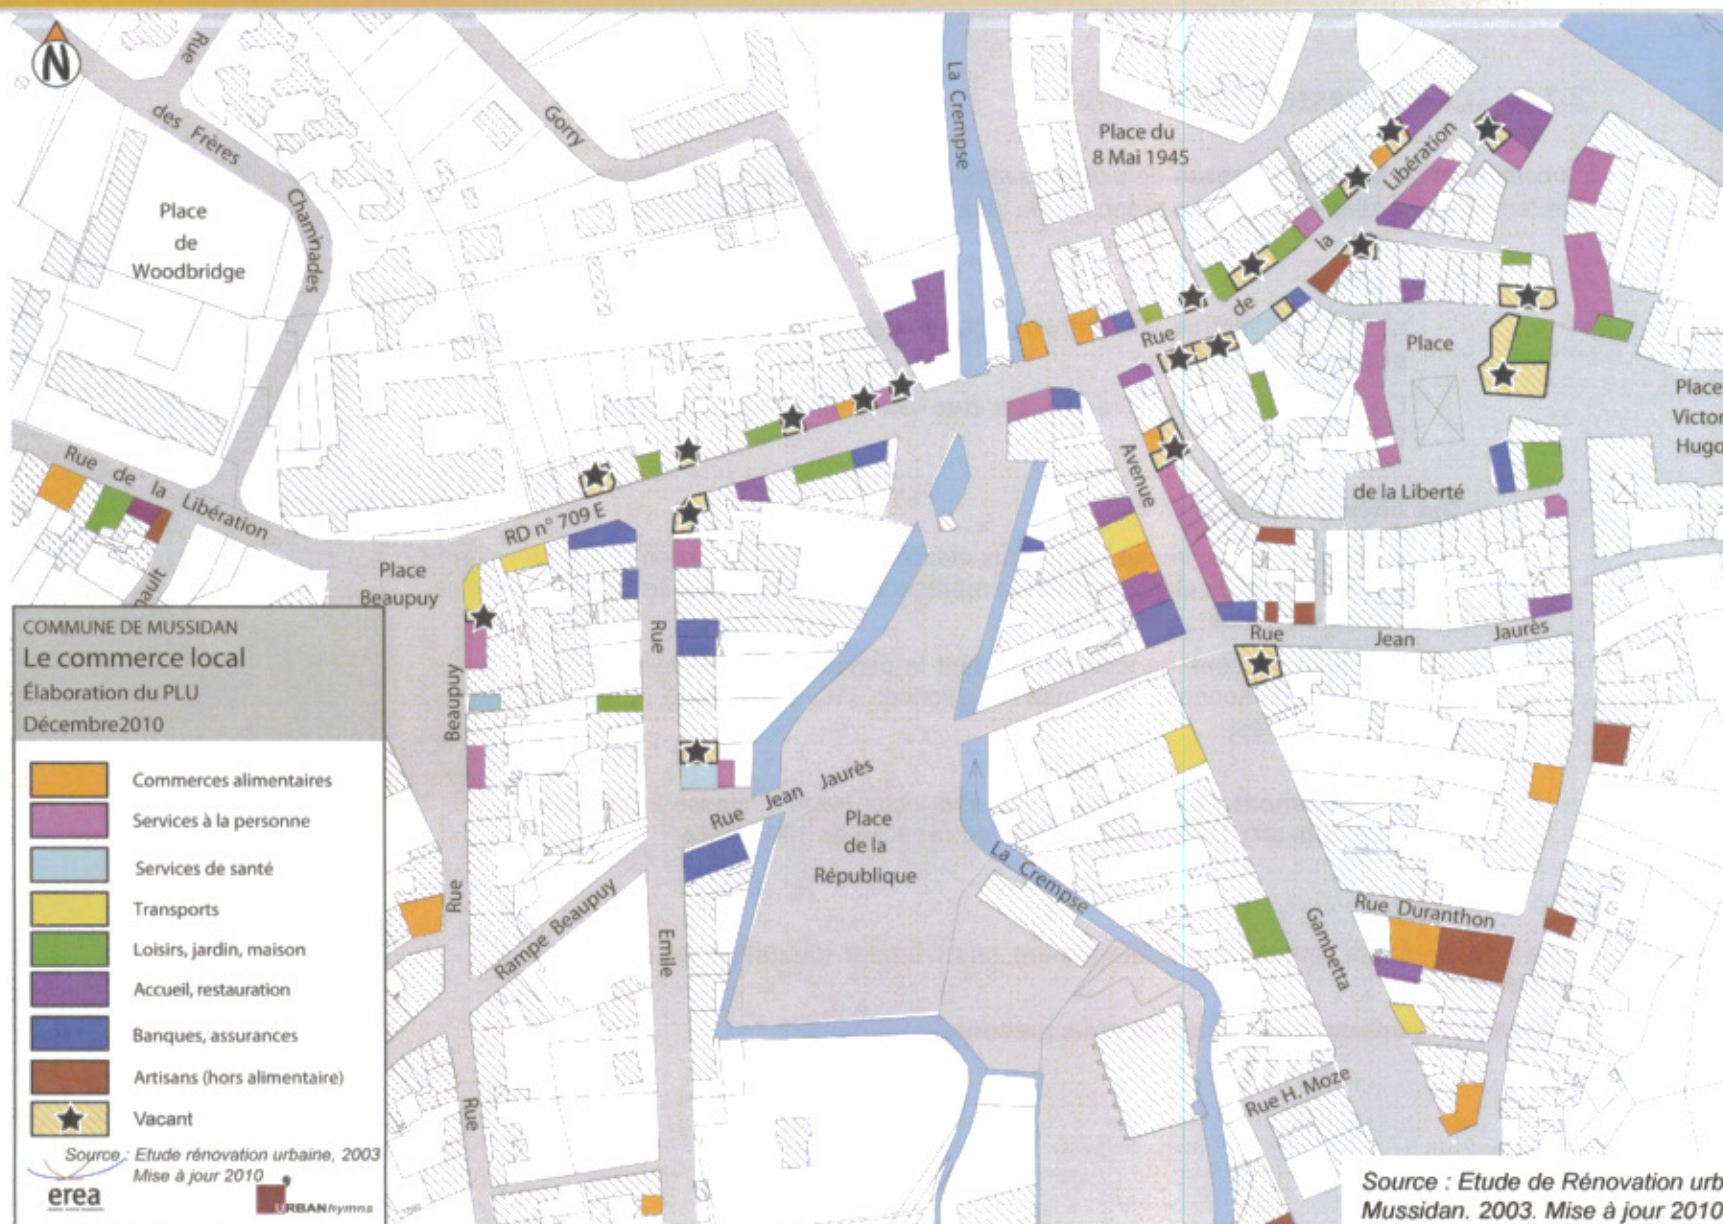 N
Rue
des Frères
Chaminades
Gorry
La Crempse
Place du
8 Mai 1945
Libération
la
de
Rue
Place
de
Woodbridge
Place
de la Liberté
Place
Victor
Hugo
Avenue
Rue de la Libération
RD n° 709 E
Place
Beaupuy
Rue
Beaupuy
Rue
Rue
Emile
Rue Jean Jaurès
Rue Jean Jaurès
Place
de la
République
La Crempse
Rampe Beaupuy
Rue Duranthon
Gambetta
Rue H. Moze
COMMUNE DE MUSSIDAN
Le commerce local
Élaboration du PLU
Décembre2010
Commerces alimentaires
Services à la personne
Services de santé
Transports
Loisirs, jardin, maison
Accueil, restauration
Banques, assurances
Artisans (hors alimentaire)
Vacant
Source : Etude rénovation urbaine, 2003
Mise à jour 2010
erea
URBANhymns
Source : Etude de Rénovation urb
Mussidan. 2003. Mise à jour 2010